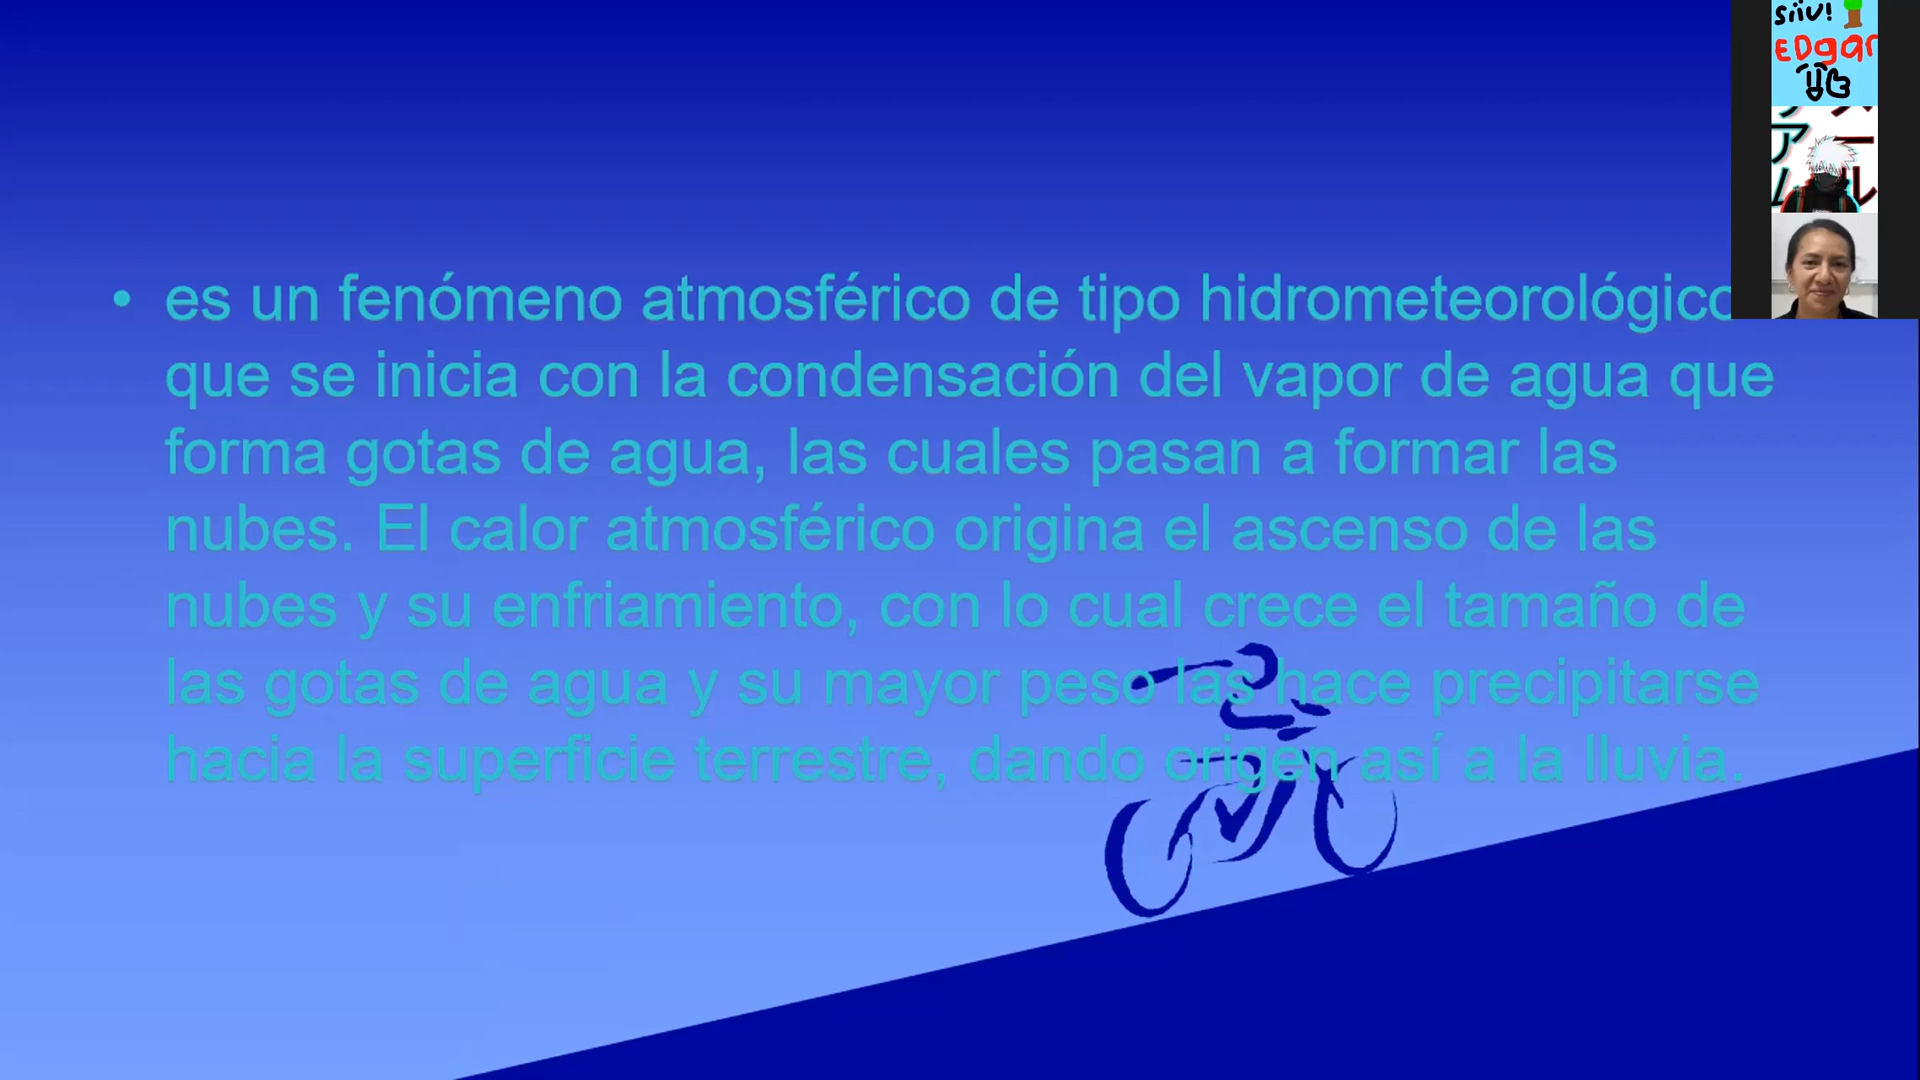 • es un fenómeno atmosférico de tipo hidrometeorológico
que se inicia con la condensación del vapor de agua que
forma gotas de agua, las cuales pasan a formar las
nubes. El calor atmosférico origina el ascenso de las
nubes y su enfriamiento, con lo cual crece el tamaño de
las gotas de agua y su mayor peso las hace precipitarse
hacia la superficie terrestre, dando origen así a la lluvia.
siiu!
EDgar